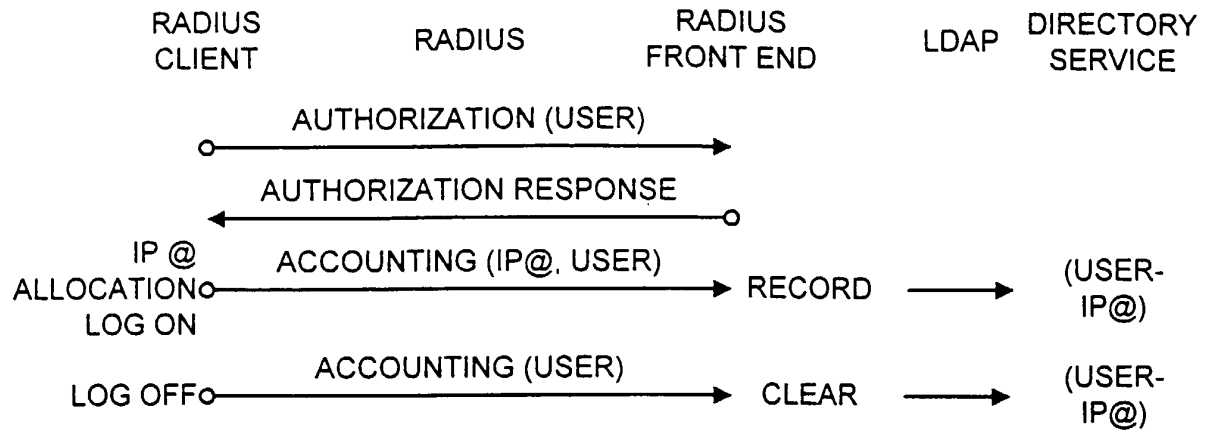 RADIUS CLIENT
RADIUS
RADIUS FRONT END
LDAP
DIRECTORY SERVICE
AUTHORIZATION (USER)
AUTHORIZATION RESPONSE
IP @
ALLOCATION
LOG ON
ACCOUNTING (IP@, USER)
RECORD
(USER-
IP@)
LOG OFF
ACCOUNTING (USER)
CLEAR
(USER-
IP@)